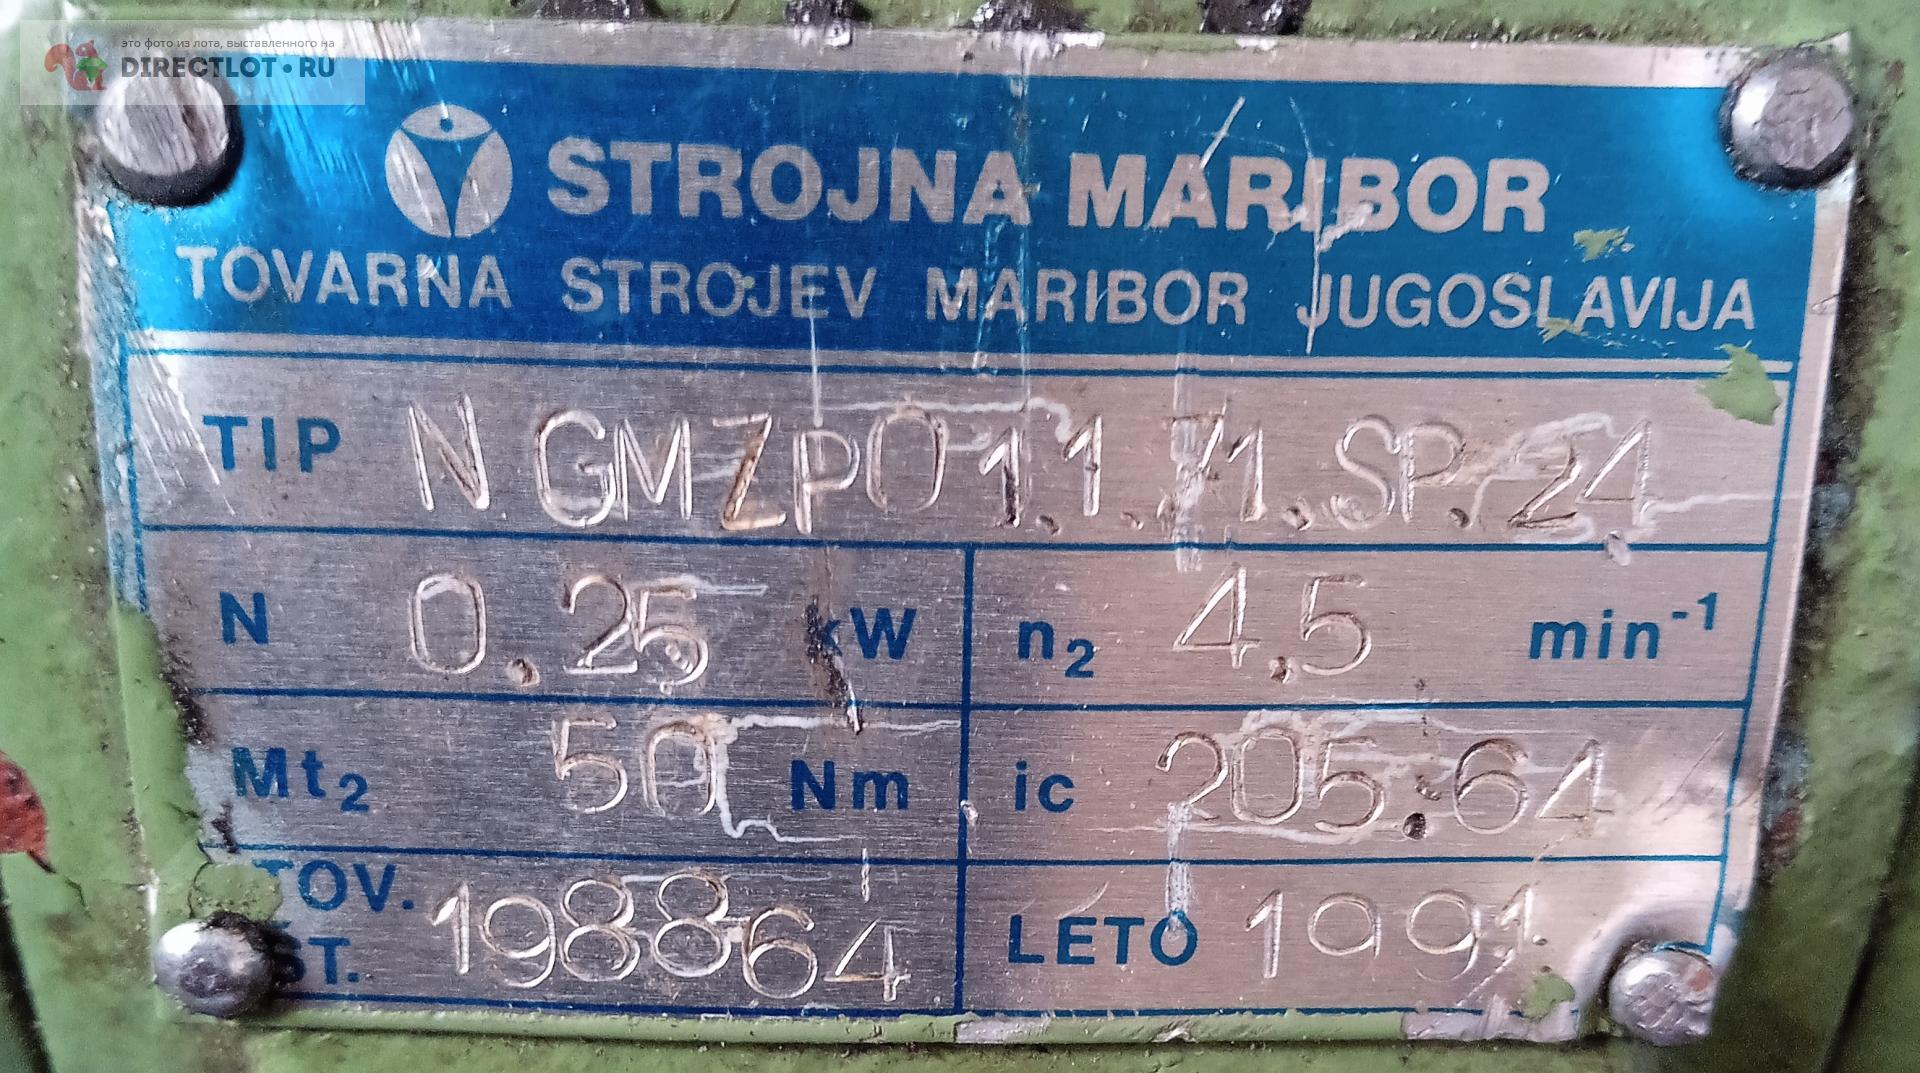 это фото из лота, выставленного на
DIRECTLOT•RU
STROJNA MARIBOR
TOVARNA STROJEV MARIBOR JUGOSLAVIJA
TIP N.GMZPO1.1.71.SP.24
N 0.25 kW n2 4.5 min-1
Mt2 50 Nm ic 205.64
TOV.
ŠT. 198864 LETO 1991